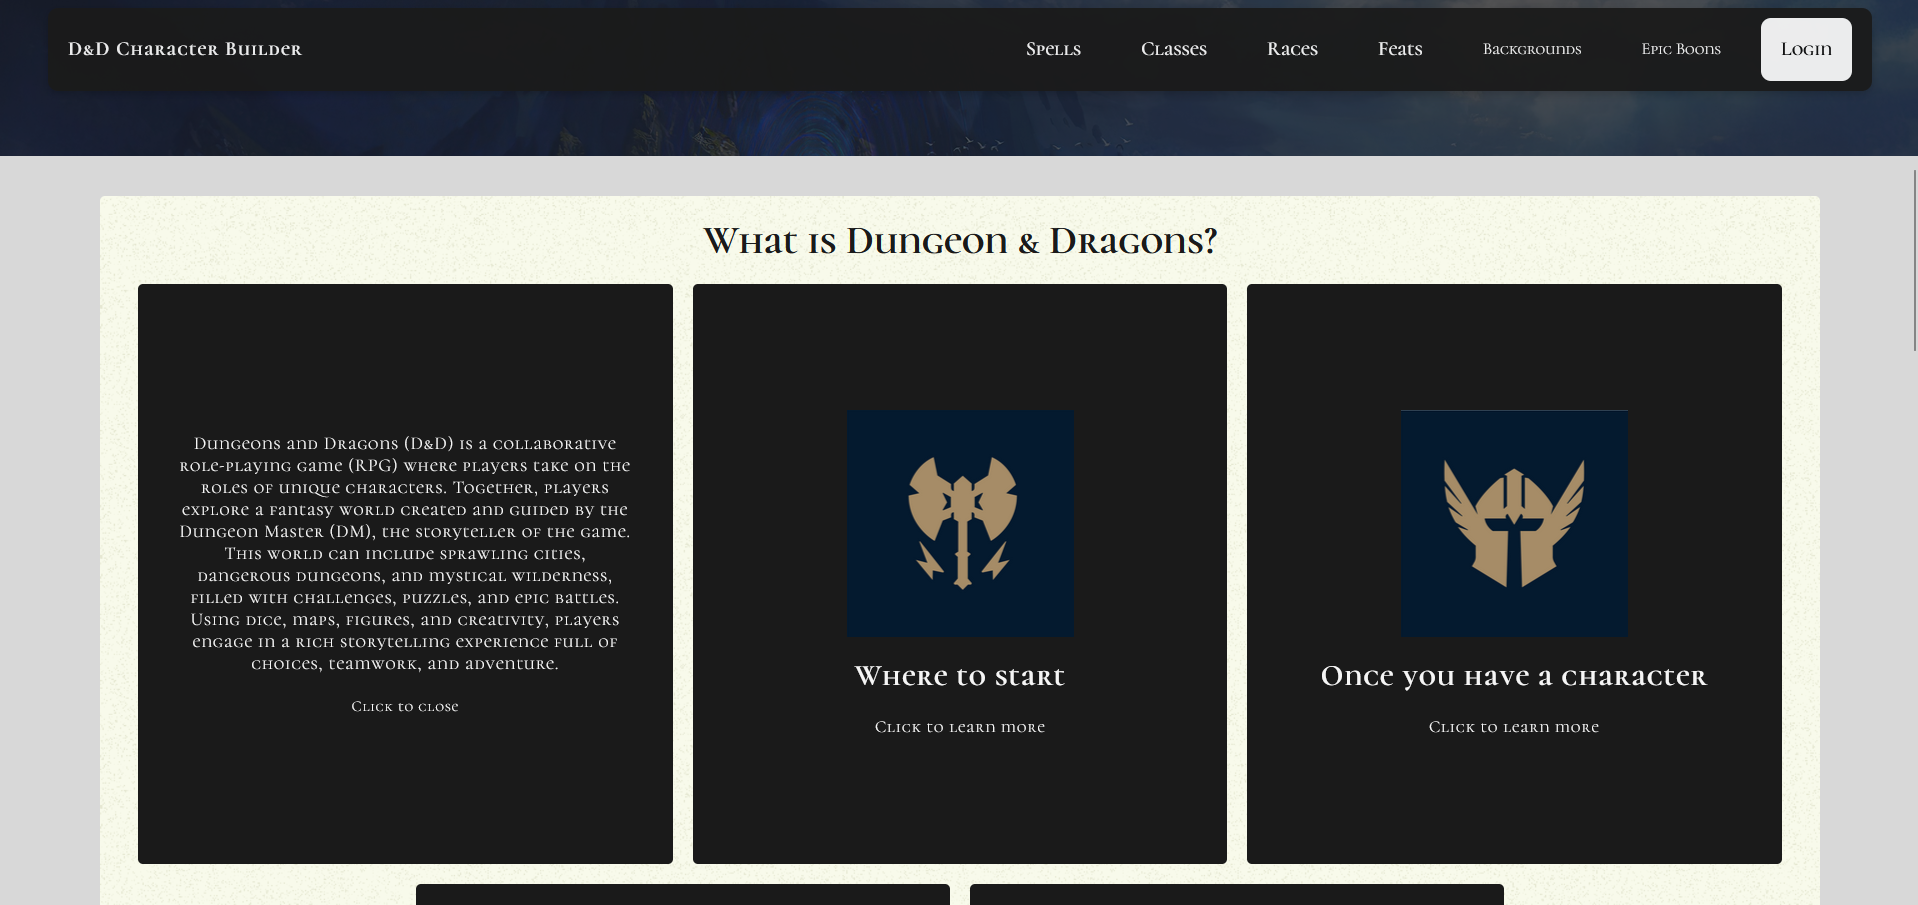 D&D Character Builder
Spells Classes Races Feats Backgrounds Epic Boons Login
What is Dungeon & Dragons?
Dungeons and Dragons (D&D) is a collaborative
role-playing game (RPG) where players take on the
roles of unique characters. Together, players
explore a fantasy world created and guided by the
Dungeon Master (DM), the storyteller of the game.
This world can include sprawling cities,
dangerous dungeons, and mystical wilderness,
filled with challenges, puzzles, and epic battles.
Using dice, maps, figures, and creativity, players
engage in a rich storytelling experience full of
choices, teamwork, and adventure.
Click to close
Where to start
Click to learn more
Once you have a character
Click to learn more